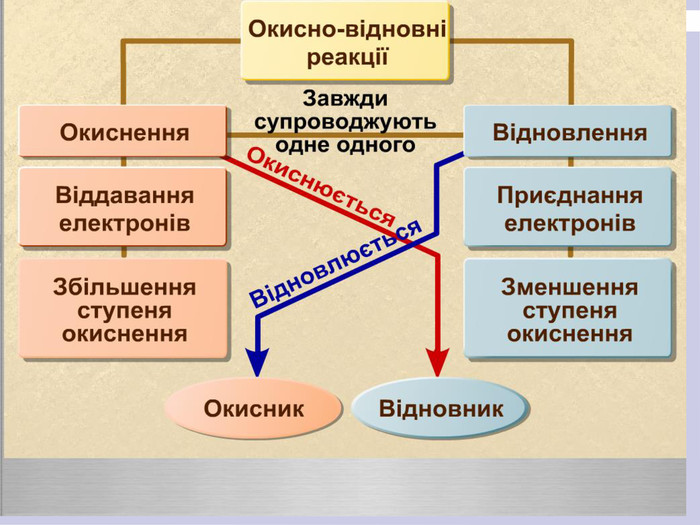 Окисно-відновні
реакції
Завжди
супроводжують
одне одного
Окиснення
Відновлення
Окиснюється
Відновлюється
Віддавання
електронів
Приєднання
електронів
Збільшення
ступеня
окиснення
Зменшення
ступеня
окиснення
Окисник
Відновник